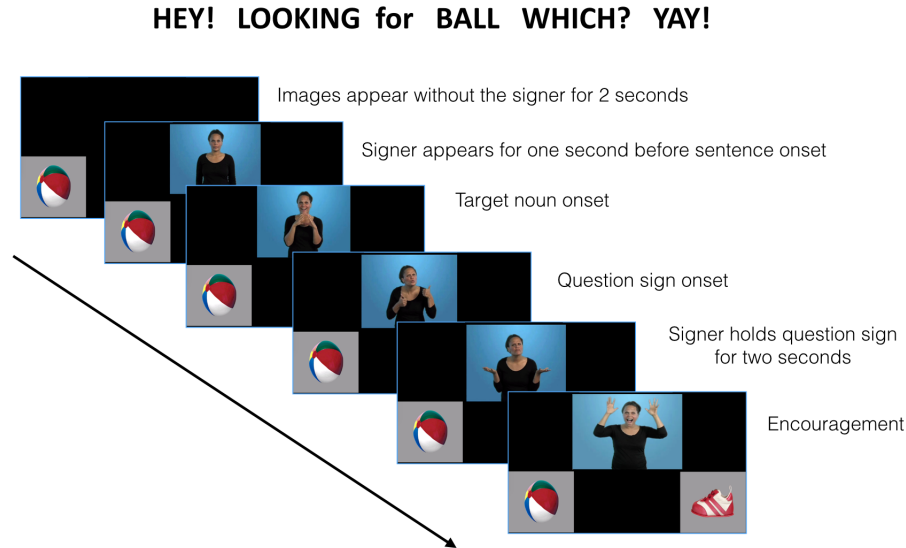 HEY! LOOKING for BALL WHICH? YAY!
Images appear without the signer for 2 seconds
Signer appears for one second before sentence onset
Target noun onset
Question sign onset
Signer holds question sign
for two seconds
Encouragement